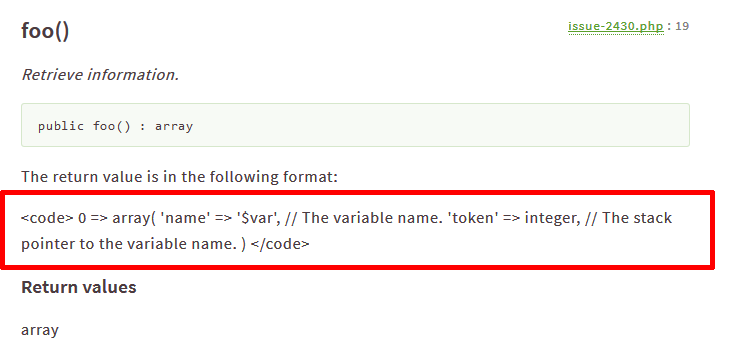 foo()
issue-2430.php : 19
Retrieve information.
public foo() : array
The return value is in the following format:
<code> 0 => array( 'name' => '$var', // The variable name. 'token' => integer, // The stack
pointer to the variable name. ) </code>
Return values
array